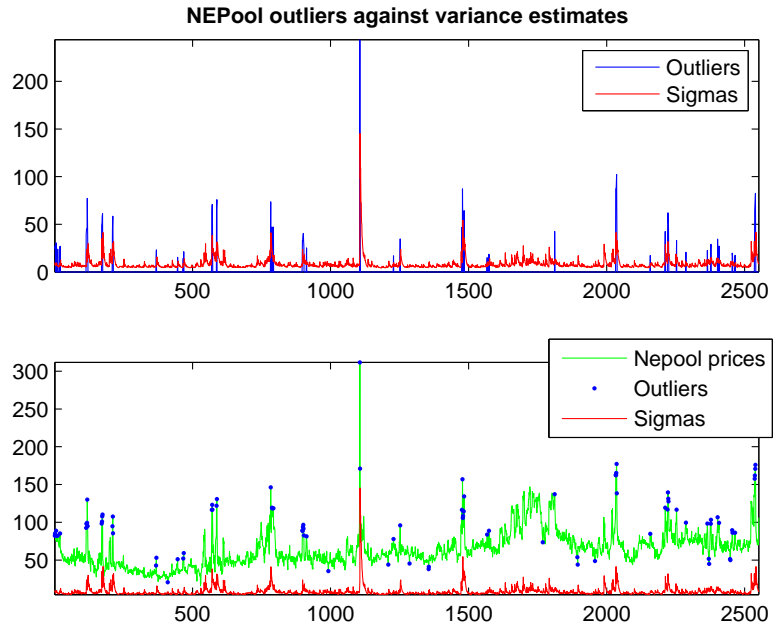 NEPool outliers against variance estimates
Outliers
Sigmas
200
150
100
50
0
500 1000 1500 2000 2500
Nepool prices
Outliers
Sigmas
300
250
200
150
100
50
500 1000 1500 2000 2500